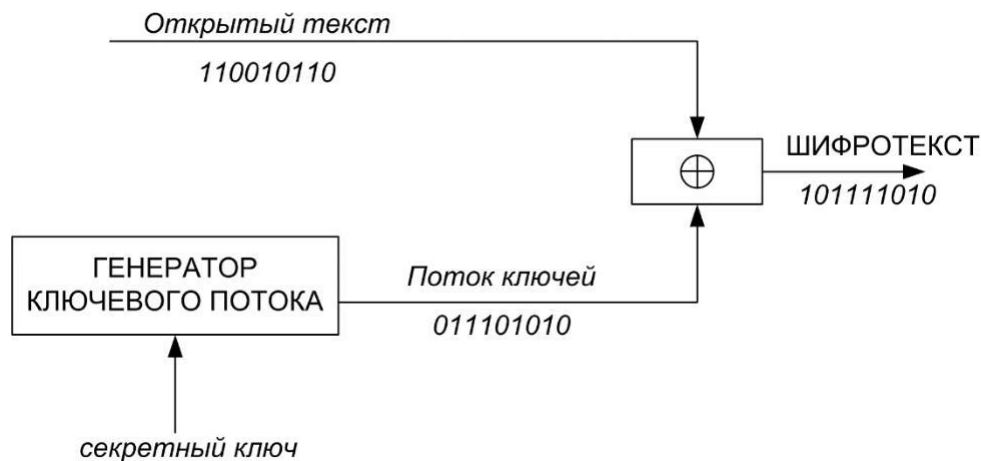 Открытый текст
110010110
ШИФРОТЕКСТ
101111010
ГЕНЕРАТОР
КЛЮЧЕВОГО ПОТОКА
Поток ключей
011101010
секретный ключ